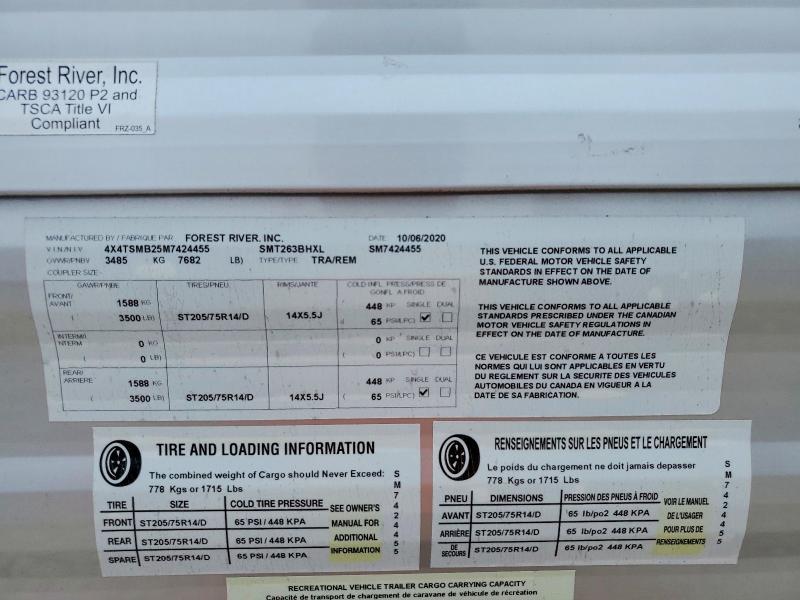 Forest River, Inc.
CARB 93120 P2 and
TSCA Title VI
Compliant
FRZ-035_A
MANUFACTURED BY / FABRIQUE PAR FOREST RIVER, INC. DATE 10/06/2020
V.I.N./N.I.V. 4X4TSMB25M7424455 SMT263BHXL SM7424455
GVWR/PNBV 3485 KG 7682 LB) TYPE/TYPE TRA/REM
COUPLER SIZE
GAWR/PNBE TIRES/PNEU RIMS/JANTE COLD INFL PRESS/PRESS DE GONFL A FROID
FRONT/ AVANT 1588 KG 448 KP SINGLE DUAL
( 3500 LB) ST205/75R14/D 14X5.5J ( 65 PSI/LPC)
INTERM/ INTERM 0 KG 0 KP SINGLE DUAL
( 0 LB) ( 0 PSI/LPC)
REAR/ ARRIERE 1588 KG 448 KP SINGLE DUAL
( 3500 LB) ST205/75R14/D 14X5.5J ( 65 PSI/LPC)
THIS VEHICLE CONFORMS TO ALL APPLICABLE
U.S. FEDERAL MOTOR VEHICLE SAFETY
STANDARDS IN EFFECT ON THE DATE OF
MANUFACTURE SHOWN ABOVE.
THIS VEHICLE CONFORMS TO ALL APPLICABLE
STANDARDS PRESCRIBED UNDER THE CANADIAN
MOTOR VEHICLE SAFETY REGULATIONS IN
EFFECT ON THE DATE OF MANUFACTURE.
CE VEHICULE EST CONFORME A TOUTES LES
NORMES QUI LUI SONT APPLICABLES EN VERTU
DU REGLEMENT SUR LA SECURITE DES VEHICULES
AUTOMOBILES DU CANADA EN VIGUEUR A LA
DATE DE SA FABRICATION.
TIRE AND LOADING INFORMATION
The combined weight of Cargo should Never Exceed:
778 Kgs or 1715 Lbs
TIRE SIZE COLD TIRE PRESSURE
FRONT ST205/75R14/D 65 PSI / 448 KPA
REAR ST205/75R14/D 65 PSI / 448 KPA
SPARE ST205/75R14/D 65 PSI / 448 KPA
SEE OWNER'S
MANUAL FOR
ADDITIONAL
INFORMATION
SM7424455
RENSEIGNEMENTS SUR LES PNEUS ET LE CHARGEMENT
Le poids du chargement ne doit jamais depasser
778 Kgs or 1715 Lbs
PNEU DIMENSIONS PRESSION DES PNEUS À FROID
AVANT ST205/75R14/D 65 lb/po2 448 KPA
ARRIÈRE ST205/75R14/D 65 lb/po2 448 KPA
DE SECOURS ST205/75R14/D 65 lb/po2 448 KPA
VOIR LE MANUEL
DE L'USAGER
POUR PLUS DE
RENSEIGNEMENTS
SM7424455
RECREATIONAL VEHICLE TRAILER CARGO CARRYING CAPACITY
Capacité de transport de chargement de caravane de véhicule de récréation